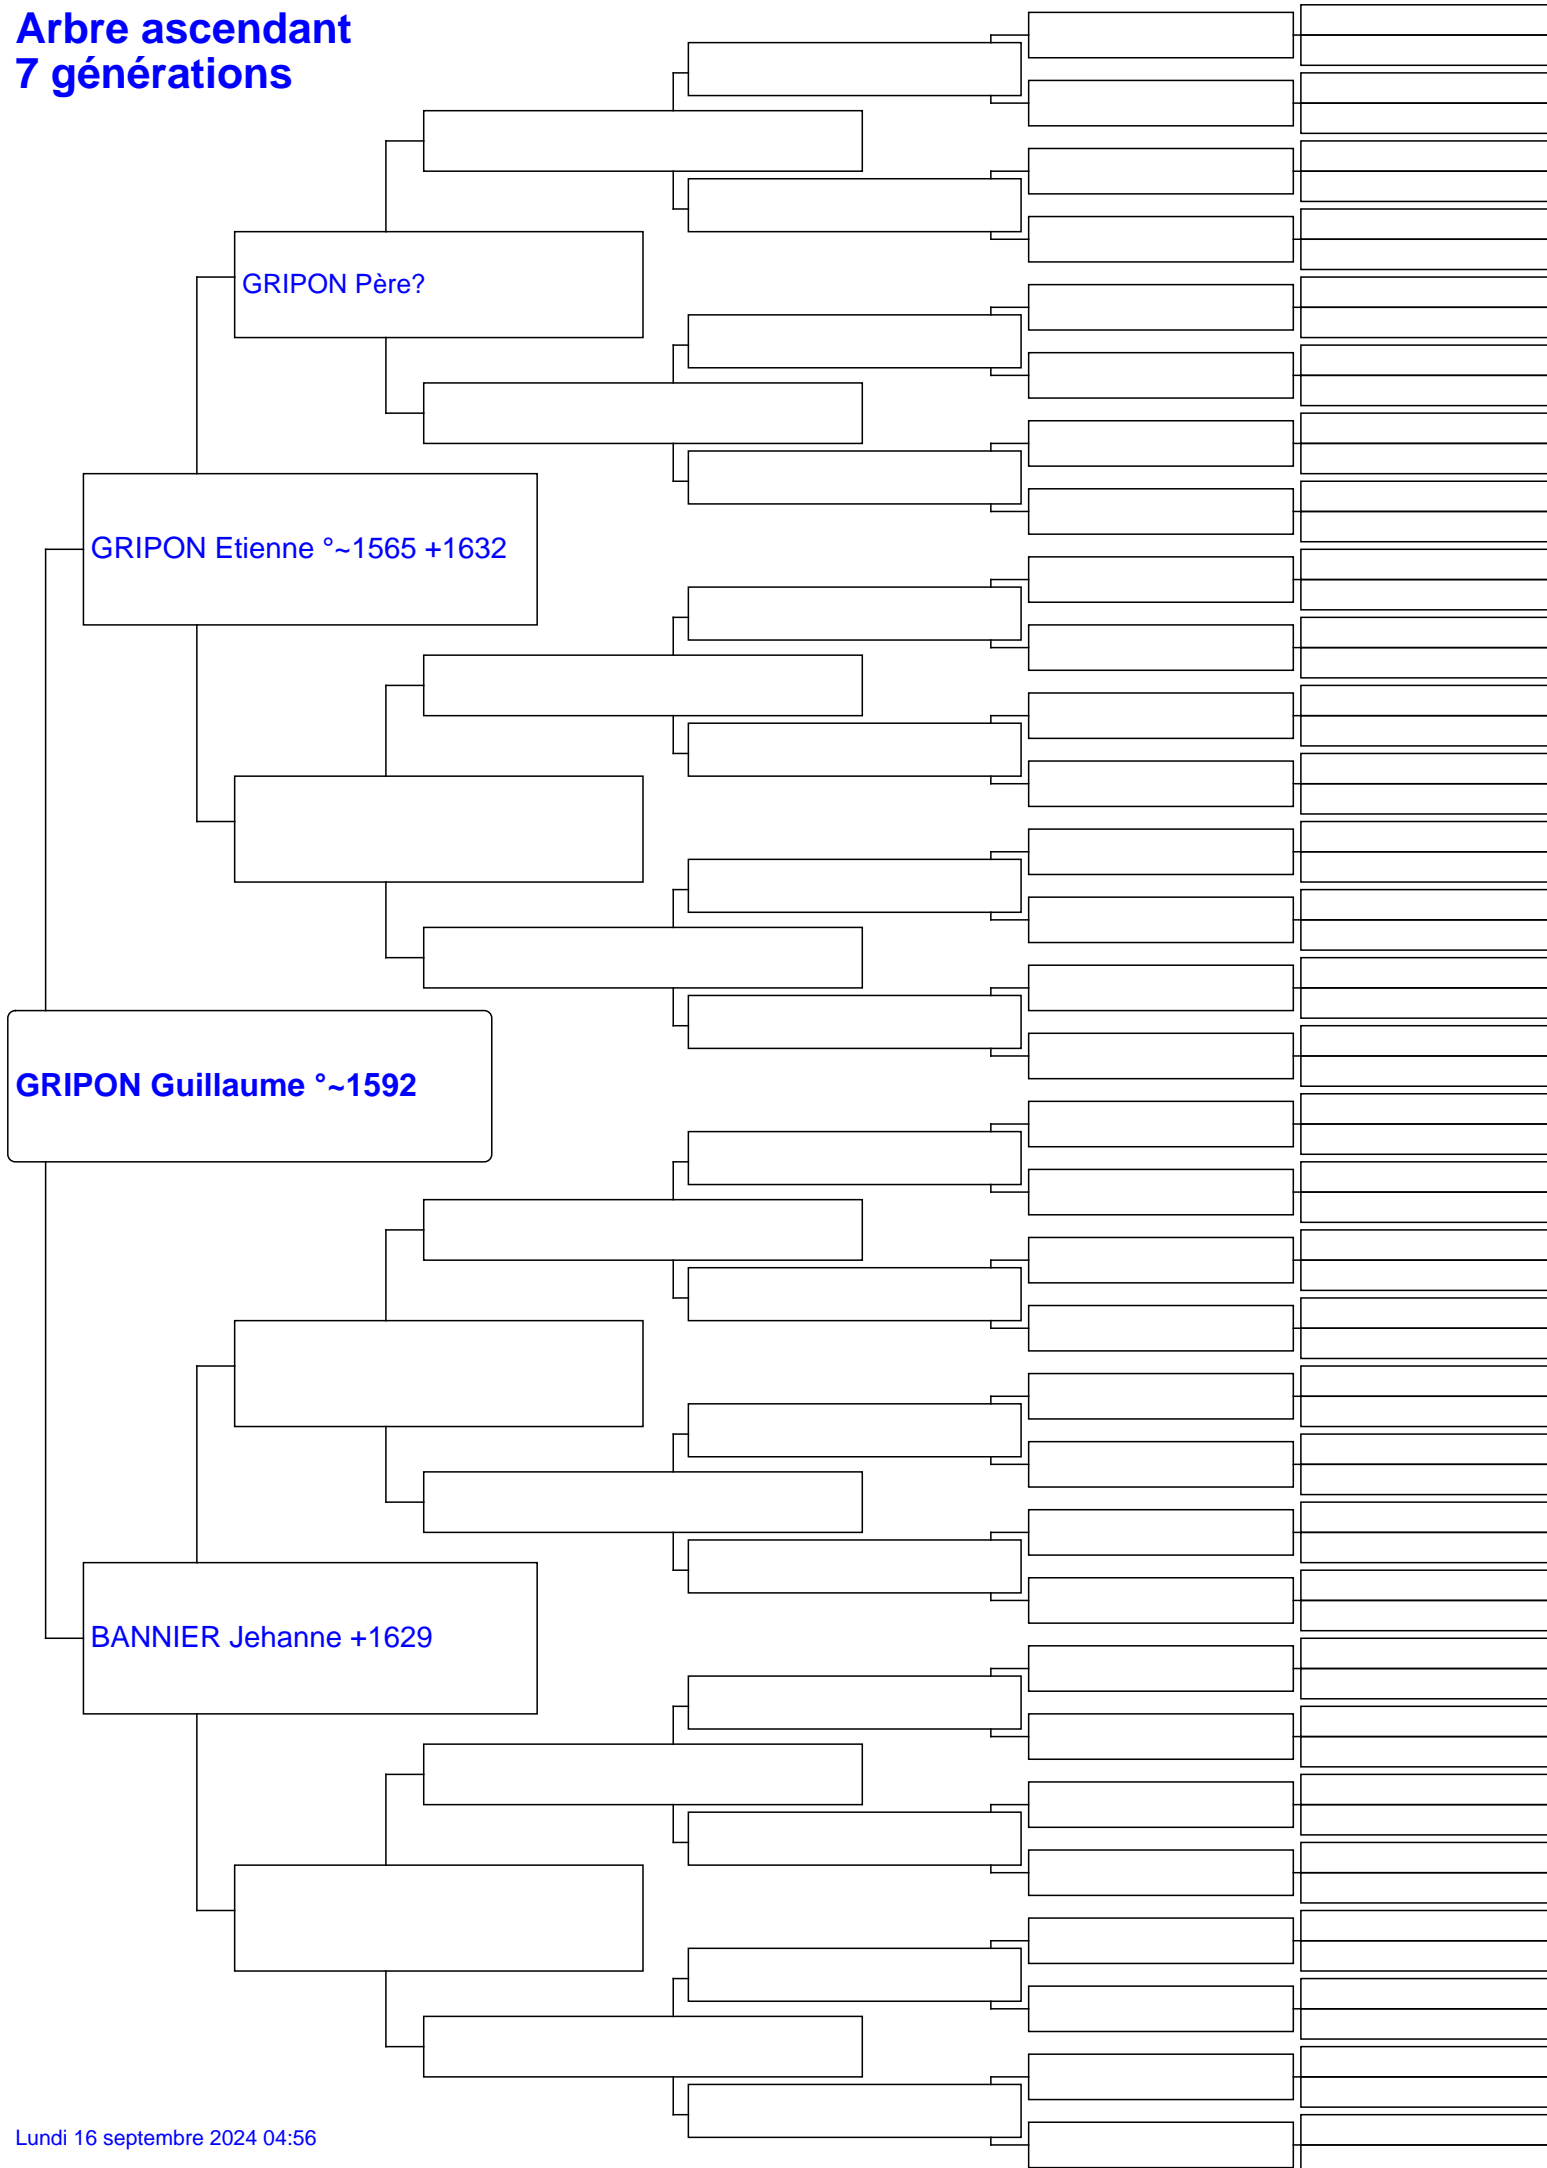 Arbre ascendant
7 générations
GRIPON Père?
GRIPON Etienne °~1565 +1632
GRIPON Guillaume °~1592
BANNIER Jehanne +1629
Lundi 16 septembre 2024 04:56